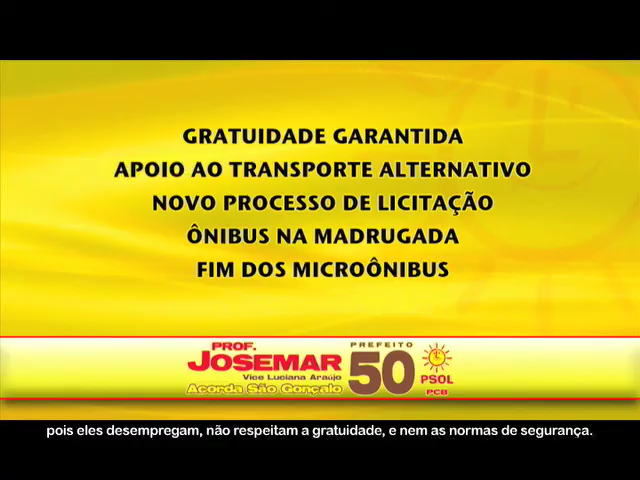 GRATUIDADE GARANTIDA
APOIO AO TRANSPORTE ALTERNATIVO
NOVO PROCESSO DE LICITAÇÃO
ÔNIBUS NA MADRUGADA
FIM DOS MICROÔNIBUS
PROF.
JOSEMAR
Vice Luciana Araújo
Acorda São Gonçalo
PREFEITO
50
PSOL
PCB
pois eles desempregam, não respeitam a gratuidade, e nem as normas de segurança.